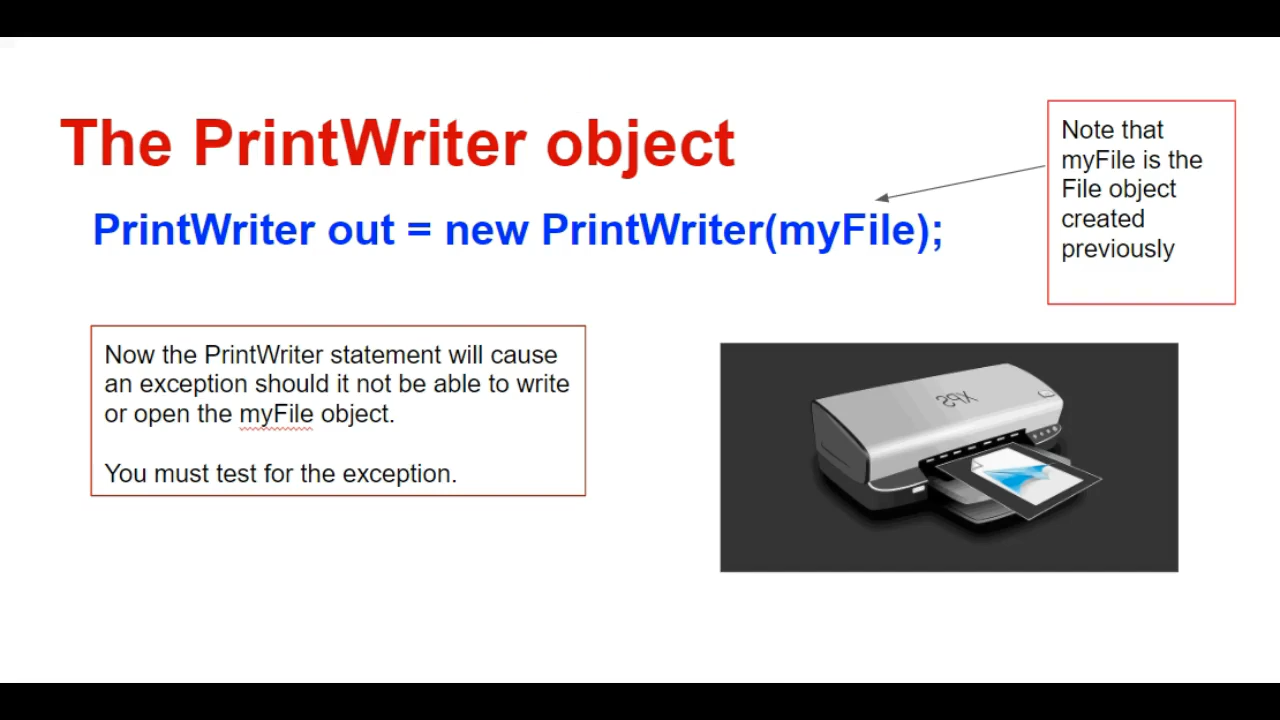 The PrintWriter object
PrintWriter out = new PrintWriter(myFile);
Note that
myFile is the
File object
created
previously
Now the PrintWriter statement will cause
an exception should it not be able to write
or open the myFile object.
You must test for the exception.
XPS